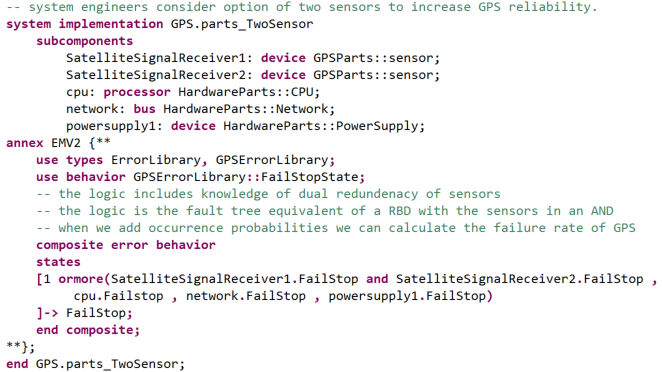 -- system engineers consider option of two sensors to increase GPS reliability.
system implementation GPS.parts_TwoSensor
subcomponents
SatelliteSignalReceiver1: device GPSParts::sensor;
SatelliteSignalReceiver2: device GPSParts::sensor;
cpu: processor HardwareParts::CPU;
network: bus HardwareParts::Network;
powersupply1: device HardwareParts::PowerSupply;
annex EMV2 {**
use types ErrorLibrary, GPSErrorLibrary;
use behavior GPSErrorLibrary::FailStopState;
-- the logic includes knowledge of dual redundenacy of sensors
-- the logic is the fault tree equivalent of a RBD with the sensors in an AND
-- when we add occurrence probabilities we can calculate the failure rate of GPS
composite error behavior
states
[1 ormore(SatelliteSignalReceiver1.FailStop and SatelliteSignalReceiver2.FailStop ,
cpu.Failstop , network.FailStop , powersupply1.FailStop)
]-> FailStop;
end composite;
**};
end GPS.parts_TwoSensor;